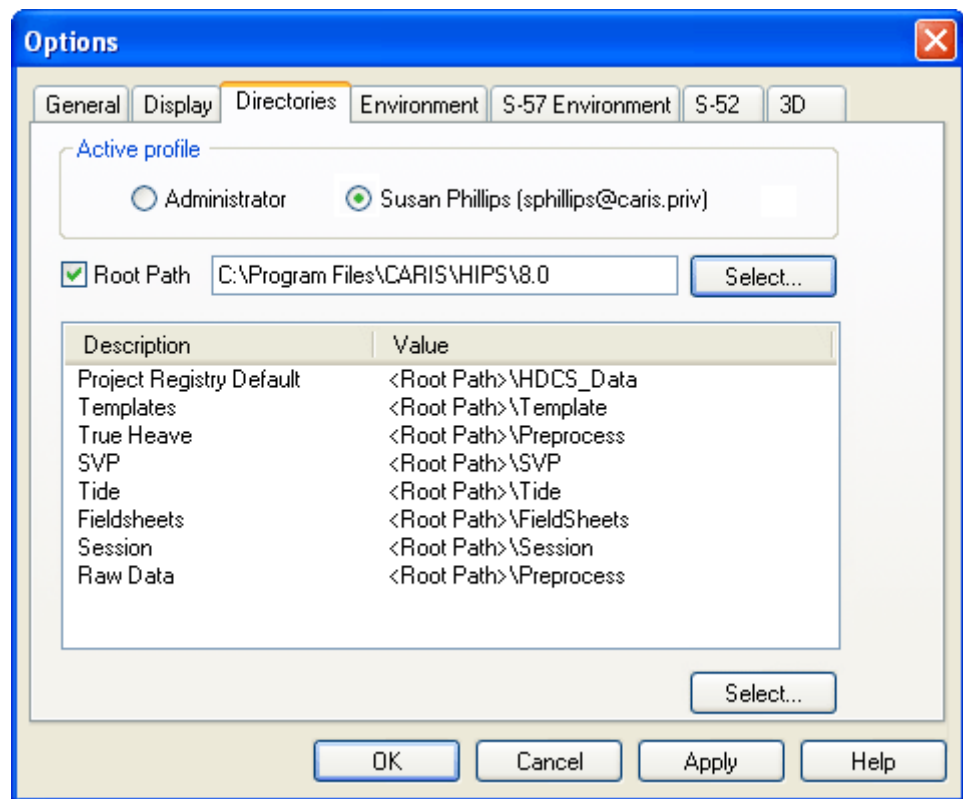 Options
General Display Directories Environment S-57 Environment S-52 3D
Active profile
Administrator Susan Phillips (sphillips@caris.priv)
Root Path C:\Program Files\CARIS\HIPS\8.0 Select...
Description Value
Project Registry Default <Root Path>\HDCS_Data
Templates <Root Path>\Template
True Heave <Root Path>\Preprocess
SVP <Root Path>\SVP
Tide <Root Path>\Tide
Fieldsheets <Root Path>\FieldSheets
Session <Root Path>\Session
Raw Data <Root Path>\Preprocess
Select...
OK Cancel Apply Help